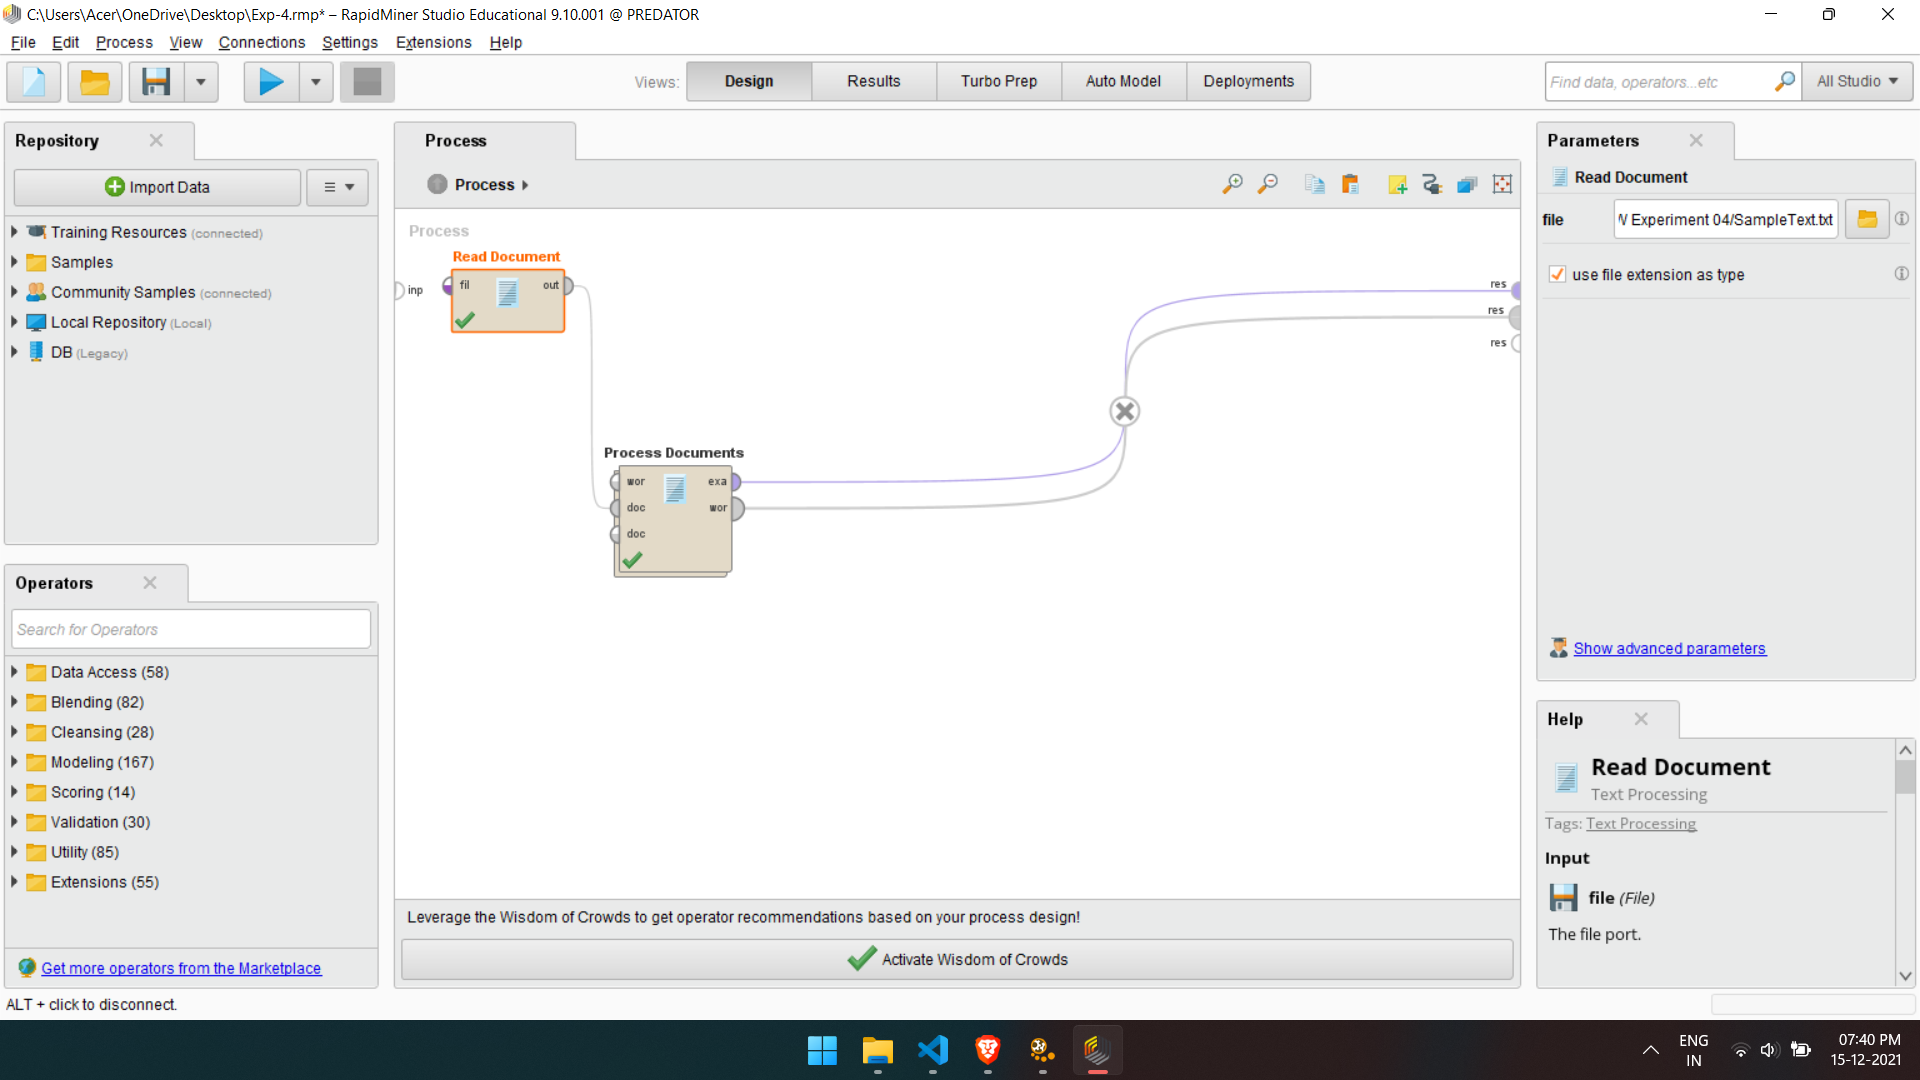 C:\Users\Acer\OneDrive\Desktop\Exp-4.rmp* – RapidMiner Studio Educational 9.10.001 @ PREDATOR
File Edit Process View Connections Settings Extensions Help
Views: Design Results Turbo Prep Auto Model Deployments
Find data, operators...etc All Studio
Repository
Import Data
Training Resources (connected)
Samples
Community Samples (connected)
Local Repository (Local)
DB (Legacy)
Operators
Search for Operators
Data Access (58)
Blending (82)
Cleansing (28)
Modeling (167)
Scoring (14)
Validation (30)
Utility (85)
Extensions (55)
Get more operators from the Marketplace
Process
Process
Process
Read Document
inp
fil out
Process Documents
wor exa
doc wor
doc
res
res
res
Leverage the Wisdom of Crowds to get operator recommendations based on your process design!
Activate Wisdom of Crowds
Parameters
Read Document
file Experiment 04/SampleText.txt
use file extension as type
Show advanced parameters
Help
Read Document
Text Processing
Tags: Text Processing
Input
file (File)
The file port.
ALT + click to disconnect.
ENG
IN
07:40 PM
15-12-2021